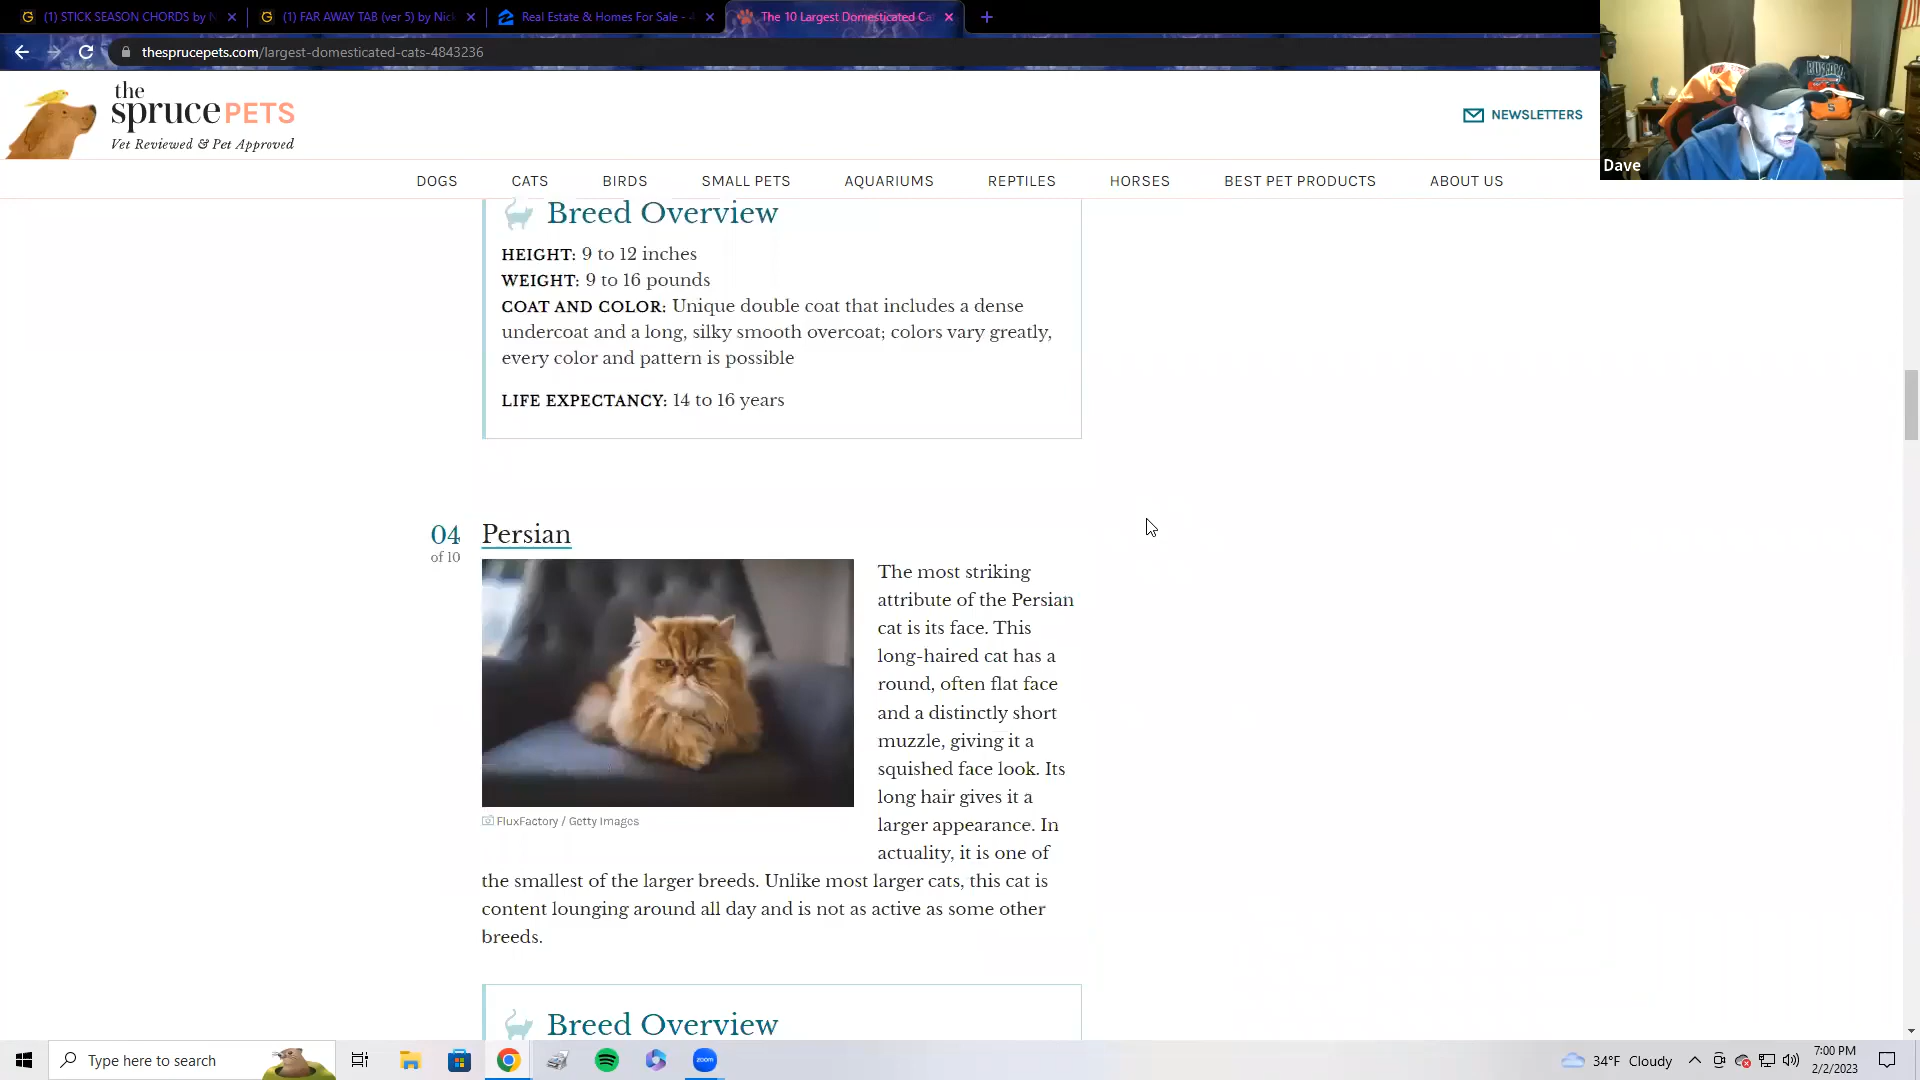 (1) STICK SEASON CHORDS by N
(1) FAR AWAY TAB (ver 5) by Nick
Real Estate & Homes For Sale -
The 10 Largest Domesticated Ca
thesprucepets.com/largest-domesticated-cats-4843236
the
spruce PETS
Vet Reviewed & Pet Approved
NEWSLETTERS
Dave
DOGS CATS BIRDS SMALL PETS AQUARIUMS REPTILES HORSES BEST PET PRODUCTS ABOUT US
Breed Overview
HEIGHT: 9 to 12 inches
WEIGHT: 9 to 16 pounds
COAT AND COLOR: Unique double coat that includes a dense
undercoat and a long, silky smooth overcoat; colors vary greatly,
every color and pattern is possible
LIFE EXPECTANCY: 14 to 16 years
04
of 10
Persian
The most striking
attribute of the Persian
cat is its face. This
long-haired cat has a
round, often flat face
and a distinctly short
muzzle, giving it a
squished face look. Its
long hair gives it a
larger appearance. In
actuality, it is one of
the smallest of the larger breeds. Unlike most larger cats, this cat is
content lounging around all day and is not as active as some other
breeds.
FluxFactory / Getty Images
Breed Overview
Type here to search
zoom
34°F Cloudy
7:00 PM
2/2/2023